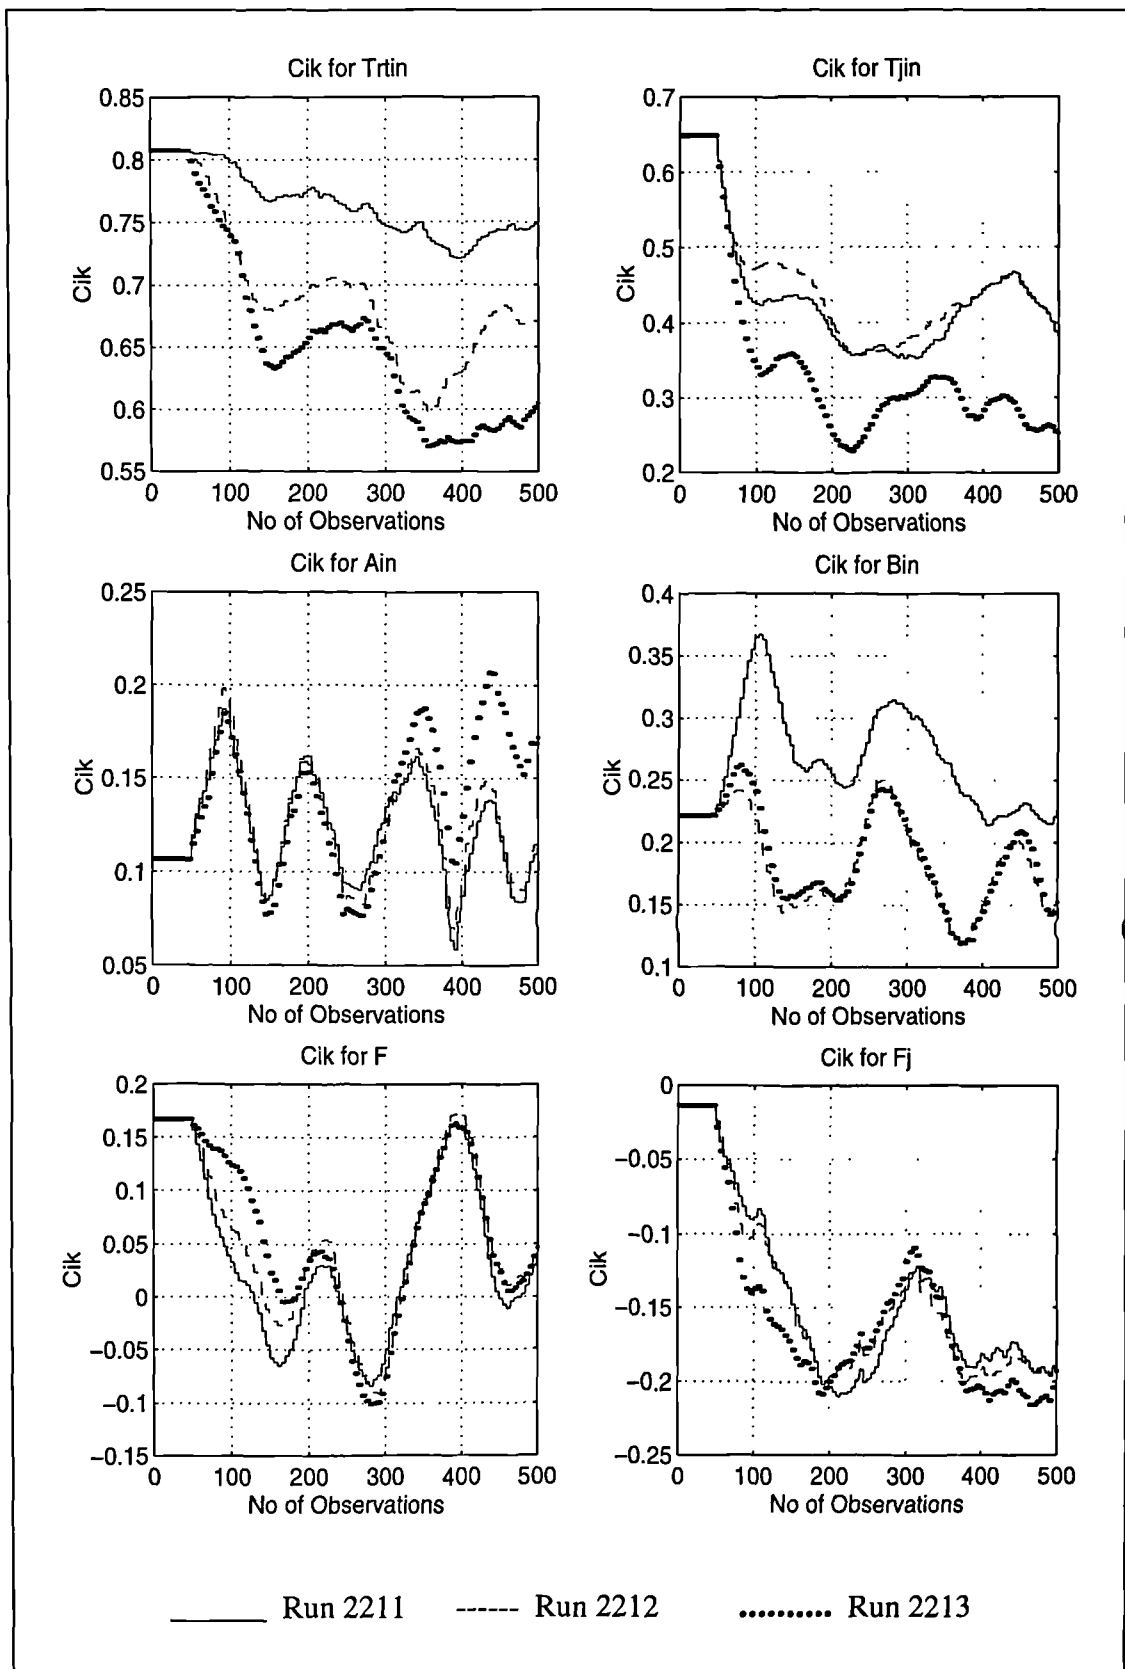 Cik for Trtin
0.85
0.8
0.75
0.7
0.65
0.6
0.55
Cik
0 100 200 300 400 500
No of Observations
Cik for Tjin
0.7
0.6
0.5
0.4
0.3
0.2
Cik
0 100 200 300 400 500
No of Observations
Cik for Ain
0.25
0.2
0.15
0.1
0.05
Cik
0 100 200 300 400 500
No of Observations
Cik for Bin
0.4
0.35
0.3
0.25
0.2
0.15
0.1
Cik
0 100 200 300 400 500
No of Observations
Cik for F
0.2
0.15
0.1
0.05
0
−0.05
−0.1
−0.15
Cik
0 100 200 300 400 500
No of Observations
Cik for Fj
0
−0.05
−0.1
−0.15
−0.2
−0.25
Cik
0 100 200 300 400 500
No of Observations
Run 2211 Run 2212 Run 2213